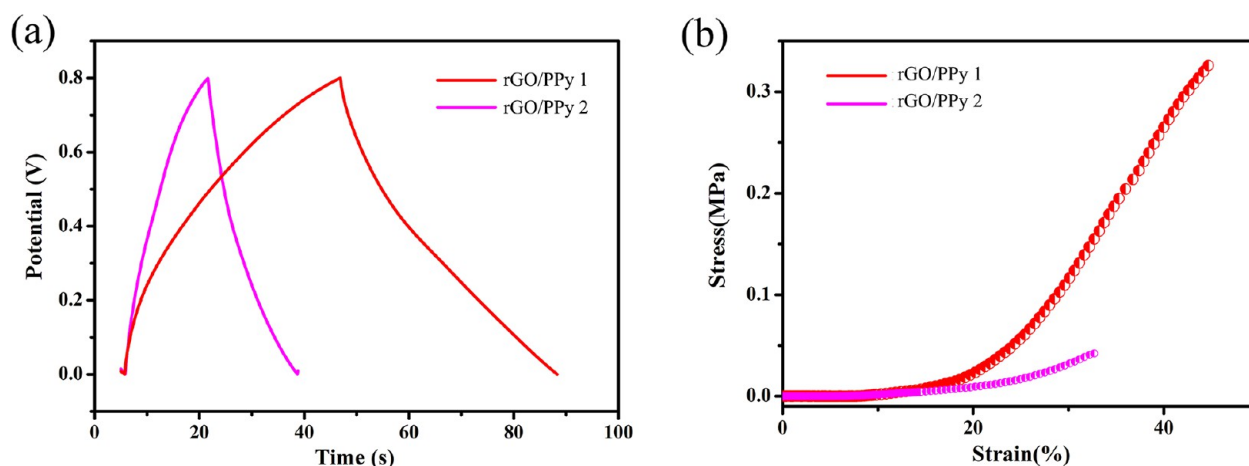 (a)
rGO/PPy 1
rGO/PPy 2
Potential (V)
0.8
0.6
0.4
0.2
0.0
0 20 40 60 80 100
Time (s)
(b)
rGO/PPy 1
rGO/PPy 2
Stress(MPa)
0.3
0.2
0.1
0.0
0 20 40
Strain(%)